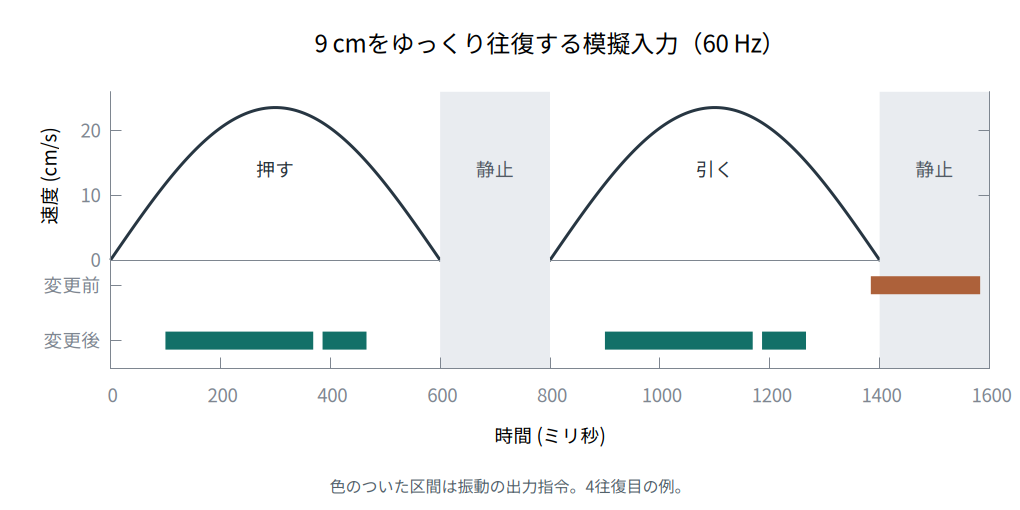 9 cmをゆっくり往復する模擬入力（60 Hz）
速度 (cm/s)
20
10
0
押す
静止
引く
静止
変更前
変更後
0 200 400 600 800 1000 1200 1400 1600
時間 (ミリ秒)
色のついた区間は振動の出力指令。4往復目の例。